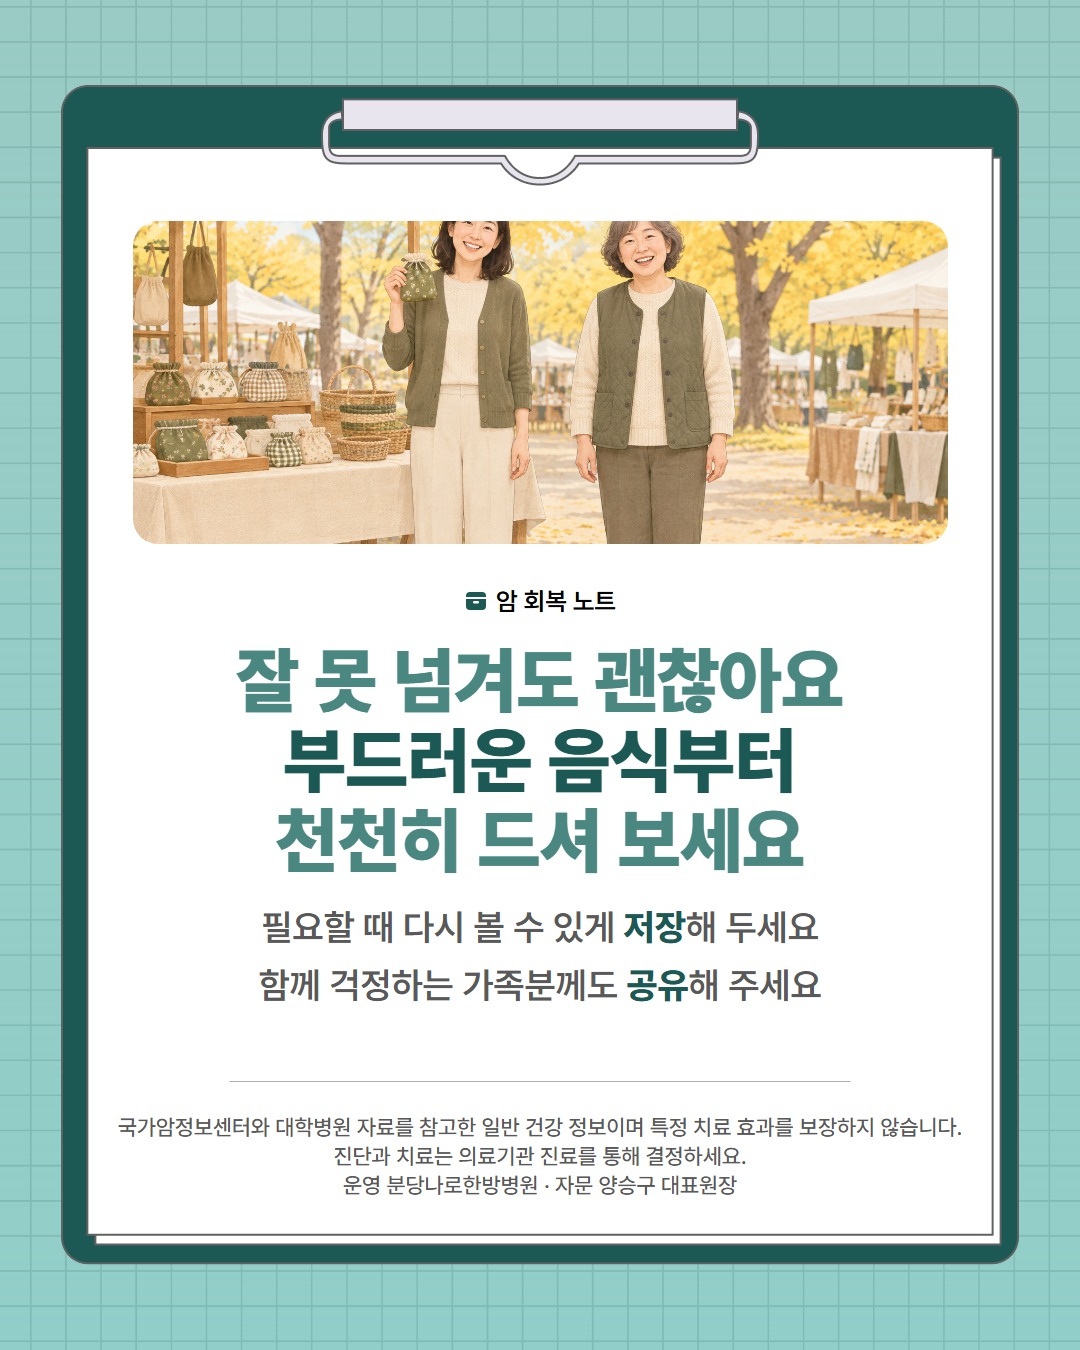 암 회복 노트
잘 못 넘겨도 괜찮아요
부드러운 음식부터
천천히 드셔 보세요
필요할 때 다시 볼 수 있게 저장해 두세요
함께 걱정하는 가족분께도 공유해 주세요
국가암정보센터와 대학병원 자료를 참고한 일반 건강 정보이며 특정 치료 효과를 보장하지 않습니다.
진단과 치료는 의료기관 진료를 통해 결정하세요.
운영 분당나로한방병원 · 자문 양승구 대표원장